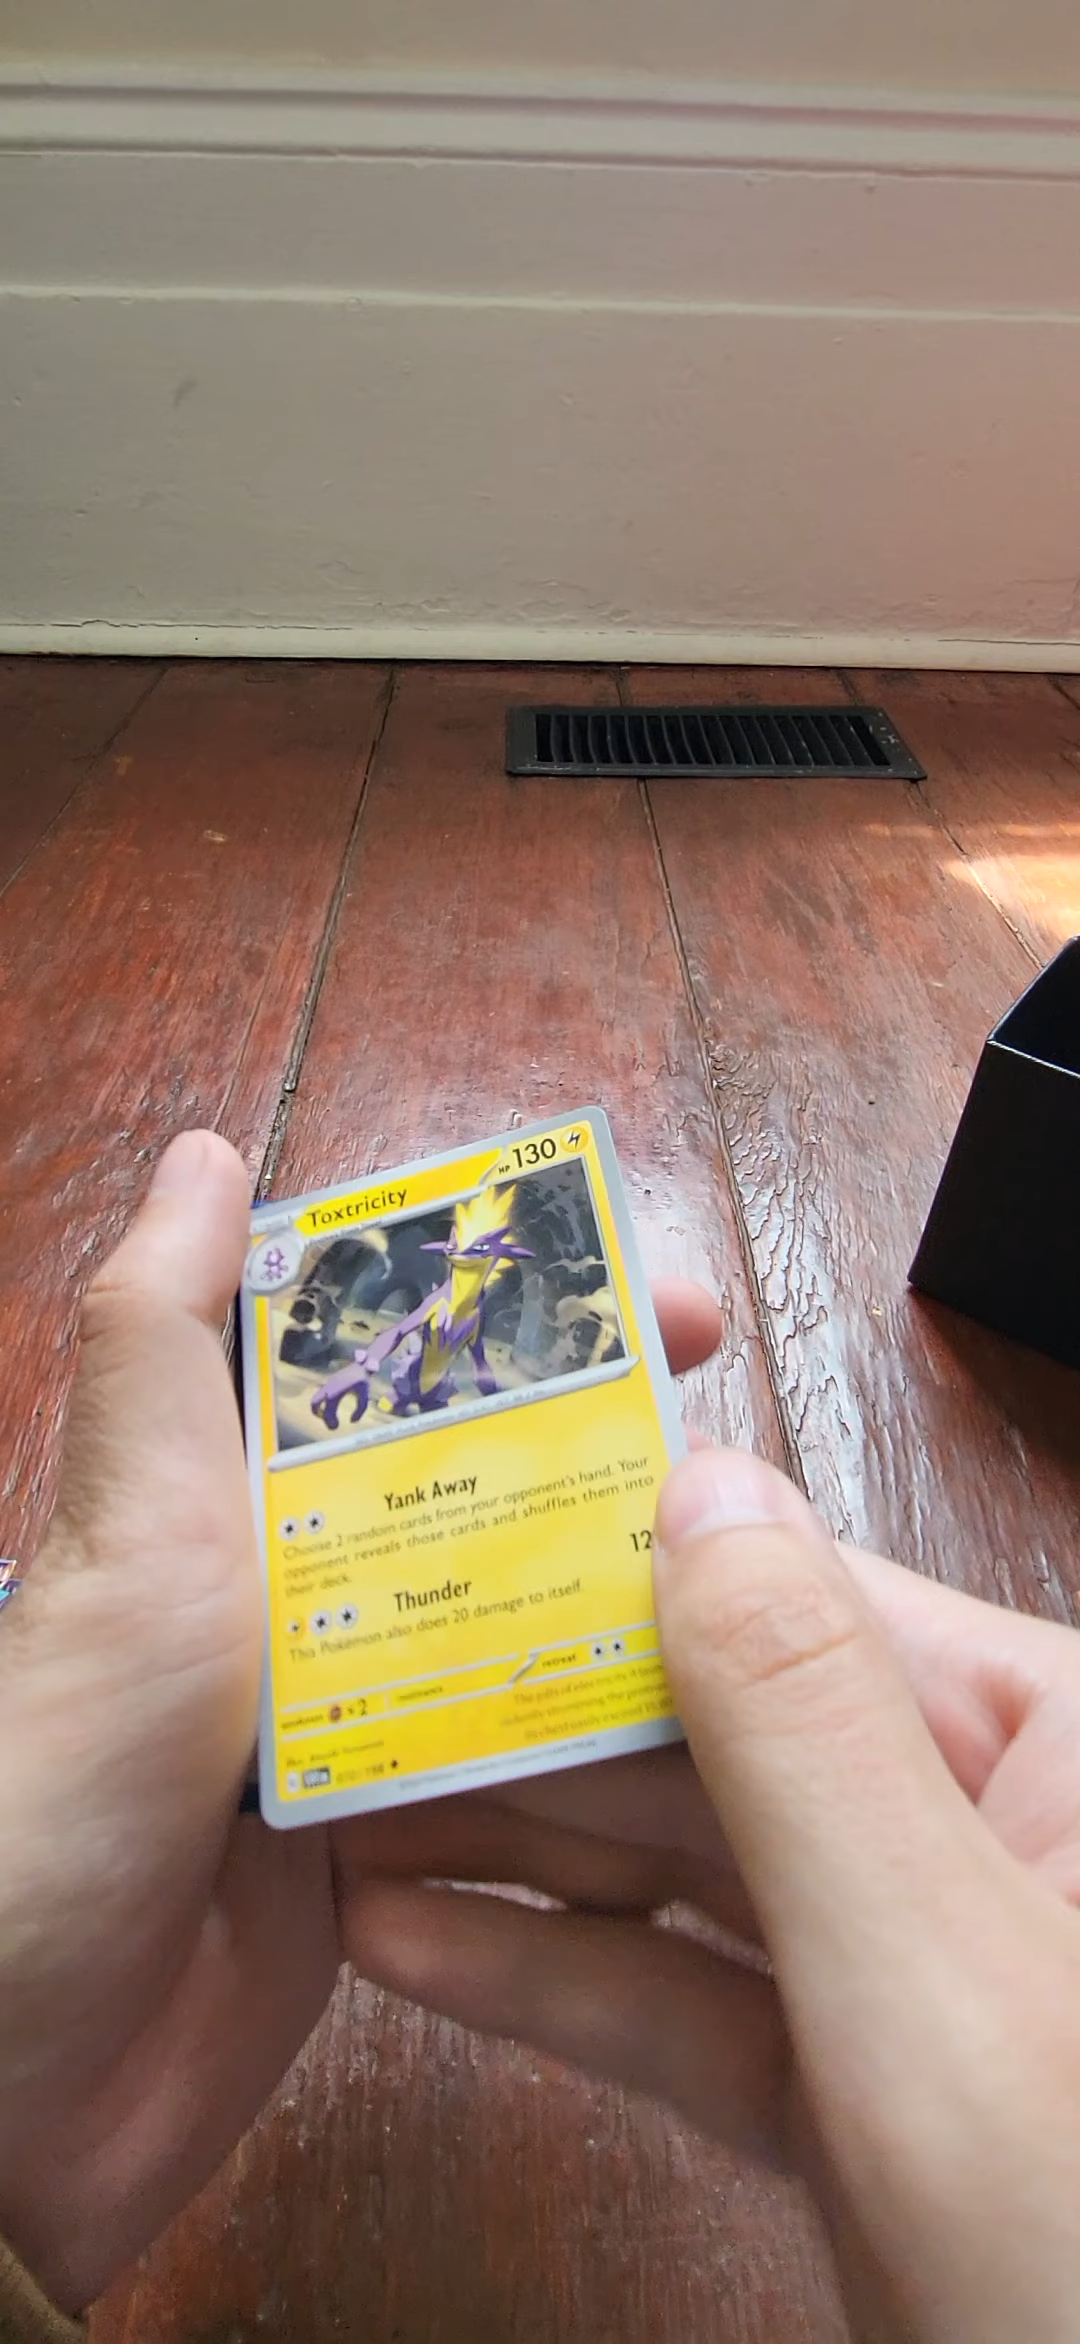 Toxtricity HP 130
Yank Away
Choose 2 random cards from your opponent's hand. Your
opponent reveals those cards and shuffles them into
their deck.
Thunder 12
This Pokémon also does 20 damage to itself.
weakness ×2 resistance retreat